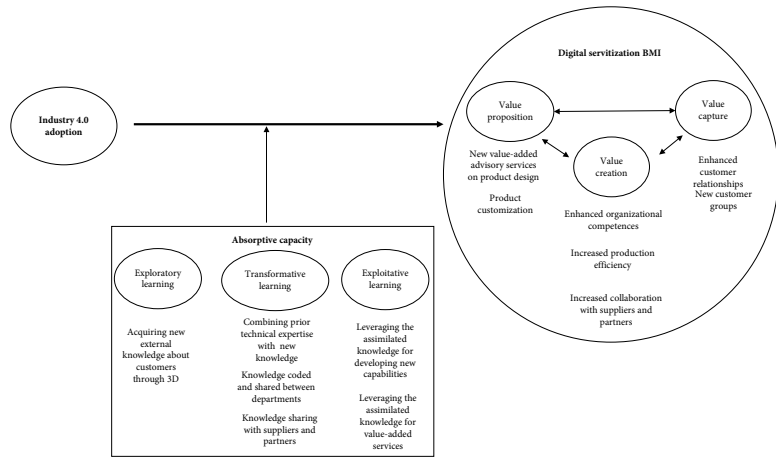 Digital servitization BMI
Industry 4.0
adoption
Value
proposition
Value
capture
Value
creation
New value-added
advisory services
on product design
Product
customization
Enhanced
customer
relationships
New customer
groups
Enhanced organizational
competences
Increased production
efficiency
Increased collaboration
with suppliers and
partners
Absorptive capacity
Exploratory
learning
Transformative
learning
Exploitative
learning
Acquiring new
external
knowledge about
customers
through 3D
Combining prior
technical expertise
with new
knowledge
Knowledge coded
and shared between
departments
Knowledge sharing
with suppliers and
partners
Leveraging the
assimilated
knowledge for
developing new
capabilities
Leveraging the
assimilated
knowledge for
value-added
services